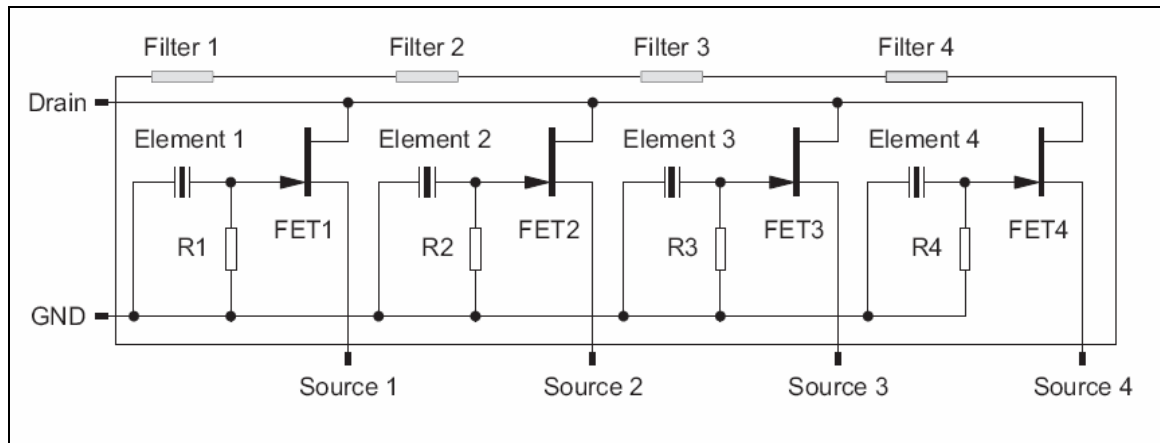 Filter 1 Filter 2 Filter 3 Filter 4
Drain
Element 1 Element 2 Element 3 Element 4
R1 FET1 R2 FET2 R3 FET3 R4 FET4
GND
Source 1 Source 2 Source 3 Source 4